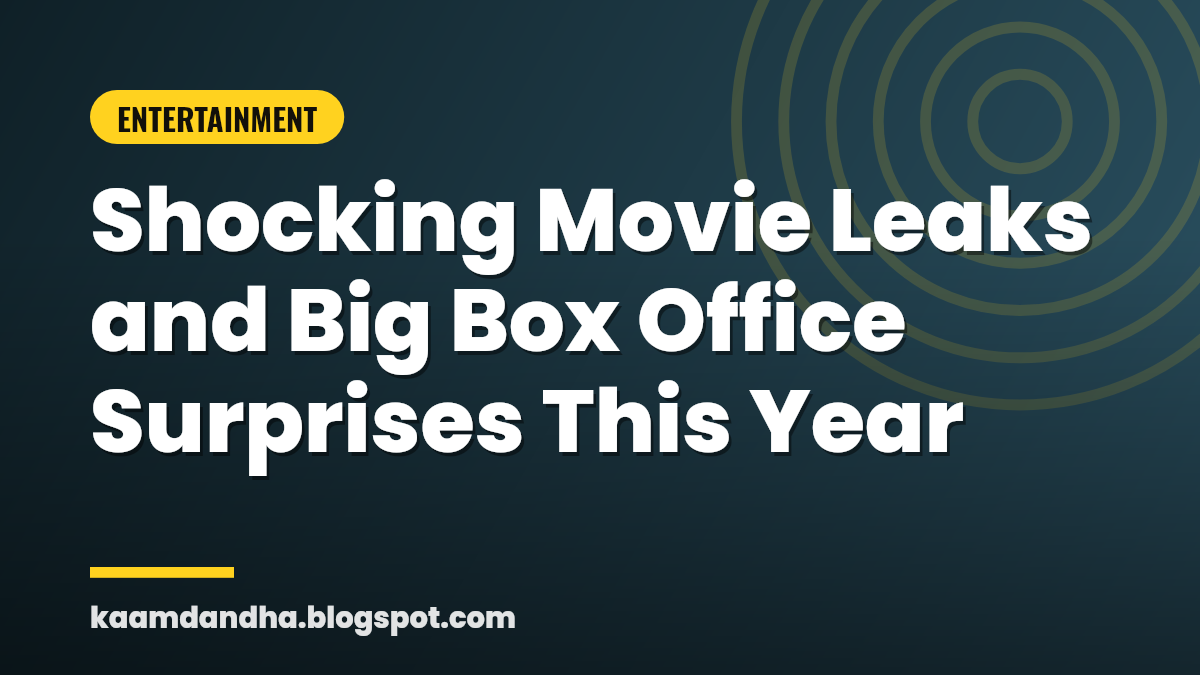 ENTERTAINMENT
Shocking Movie Leaks
and Big Box Office
Surprises This Year
kaamdandha.blogspot.com